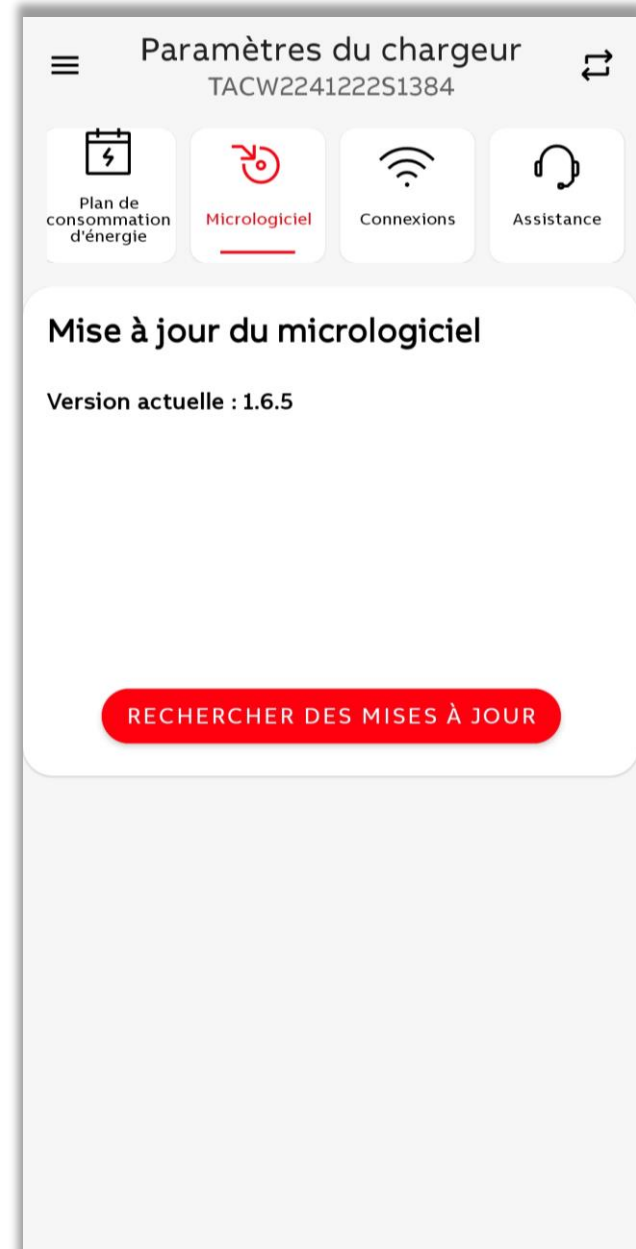 Paramètres du chargeur
TACW2241222S1384
Plan de
consommation
d'énergie
Micrologiciel
Connexions
Assistance
Mise à jour du micrologiciel
Version actuelle : 1.6.5
RECHERCHER DES MISES À JOUR